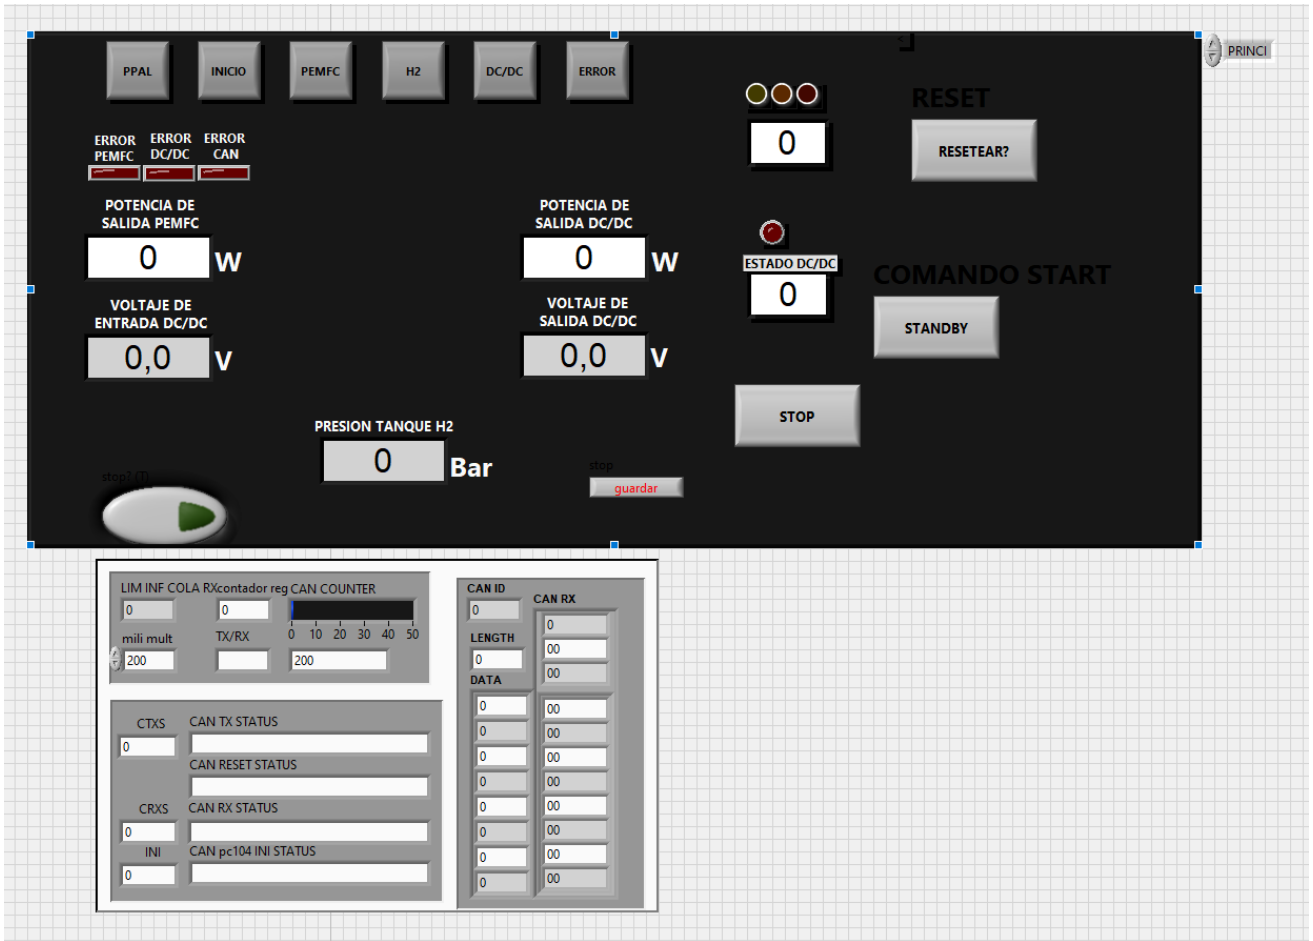 PPAL
INICIO
PEMFC
H2
DC/DC
ERROR
PRINCI
ERROR
PEMFC
ERROR
DC/DC
ERROR
CAN
0
RESET
RESETEAR?
POTENCIA DE
SALIDA PEMFC
0 W
POTENCIA DE
SALIDA DC/DC
0 W
ESTADO DC/DC
0
COMANDO START
STANDBY
VOLTAJE DE
ENTRADA DC/DC
0,0 V
VOLTAJE DE
SALIDA DC/DC
0,0 V
STOP
PRESION TANQUE H2
0 Bar
stop? (T)
stop
guardar
LIM INF COLA RX
0
contador reg
0
CAN COUNTER
0 10 20 30 40 50
mili mult
200
TX/RX
200
CTXS
0
CAN TX STATUS
CAN RESET STATUS
CRXS
0
CAN RX STATUS
INI
0
CAN pc104 INI STATUS
CAN ID
0
LENGTH
0
DATA
0
0
0
0
0
0
0
0
CAN RX
0
00
00
00
00
00
00
00
00
00
00